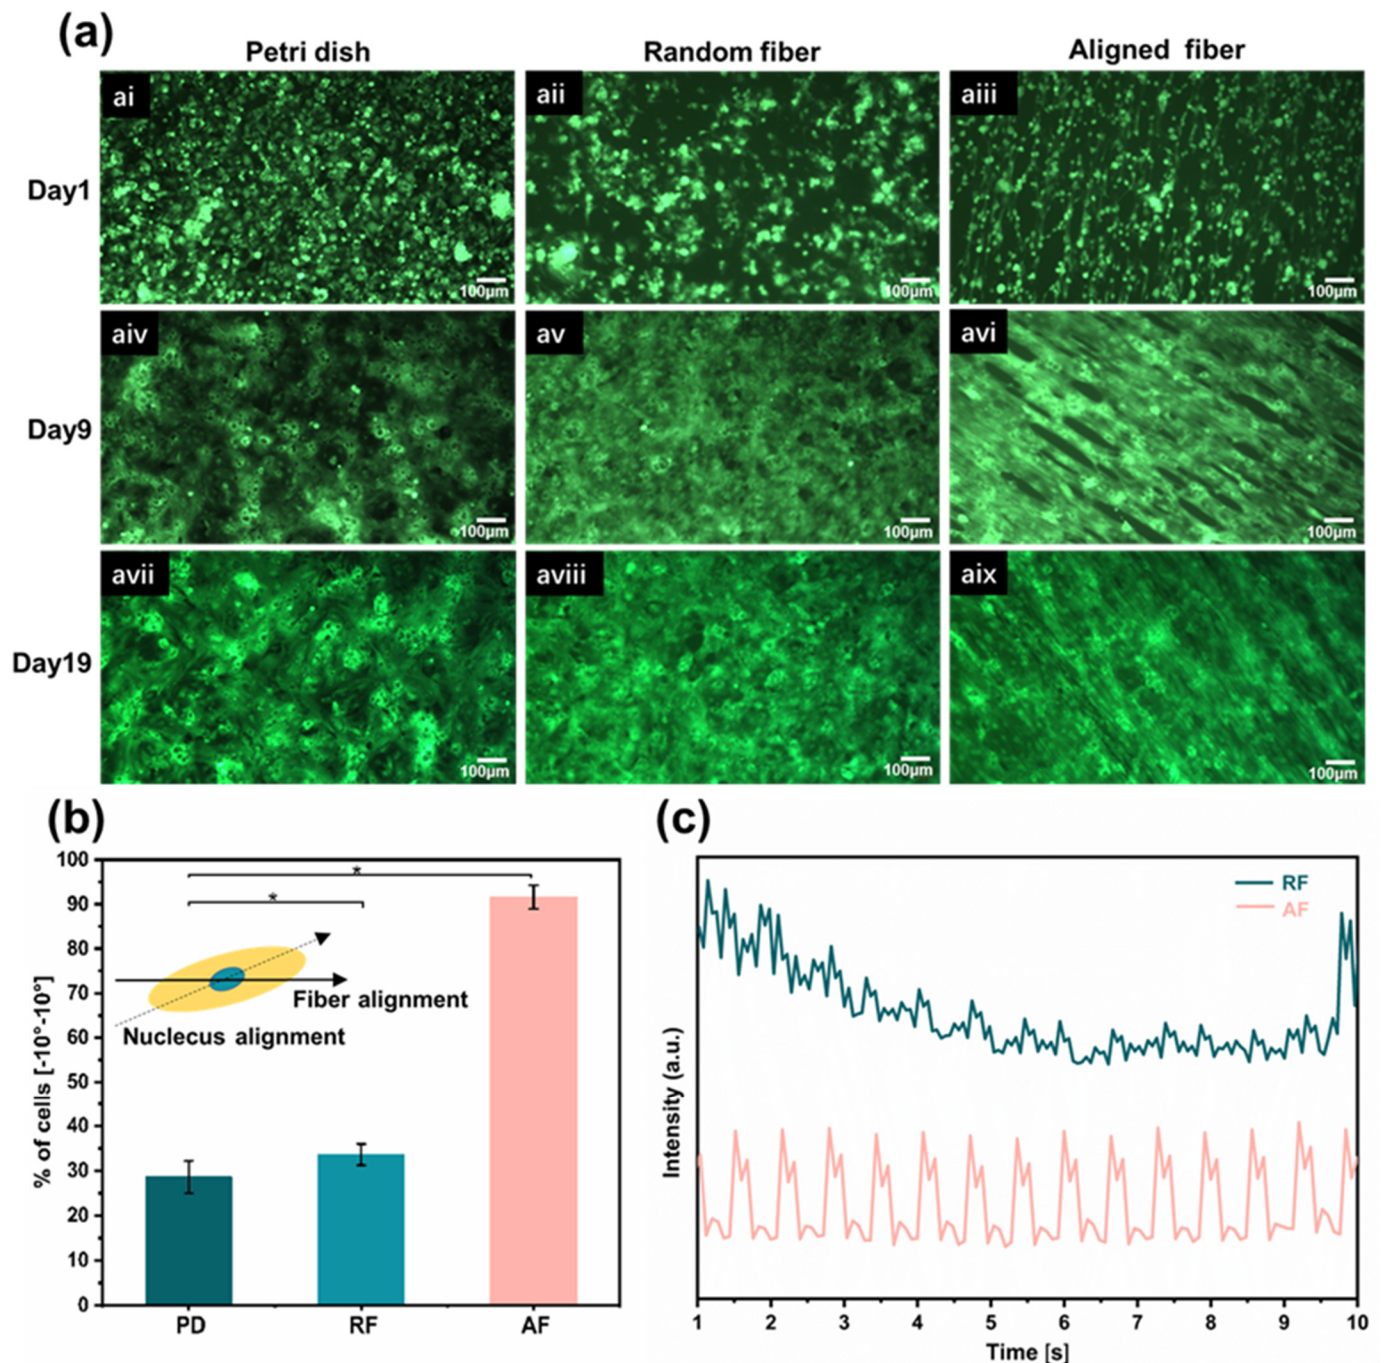 (a)
Petri dish
Random fiber
Aligned fiber
Day1
ai
100µm
aii
100µm
aiii
100µm
Day9
aiv
100µm
av
100µm
avi
100µm
Day19
avii
100µm
aviii
100µm
aix
100µm
(b)
% of cells [-10°-10°]
100
90
80
70
60
50
40
30
20
10
0
*
*
Fiber alignment
Nuclecus alignment
PD
RF
AF
(c)
Intensity (a.u.)
RF
AF
1
2
3
4
5
6
7
8
9
10
Time [s]